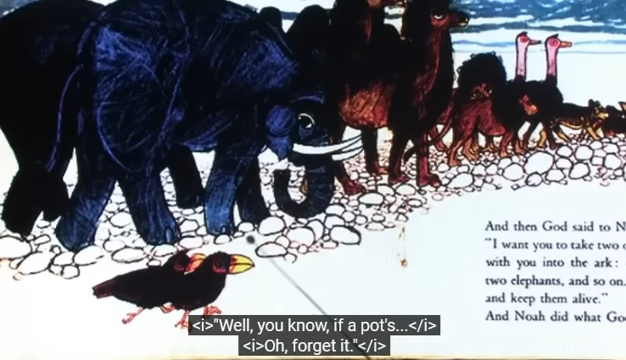 And then God said to N
"I want you to take two o
with you into the ark:
two elephants, and so on.
and keep them alive."
And Noah did what Go
<i>"Well, you know, if a pot's...</i>
<i>Oh, forget it."</i>